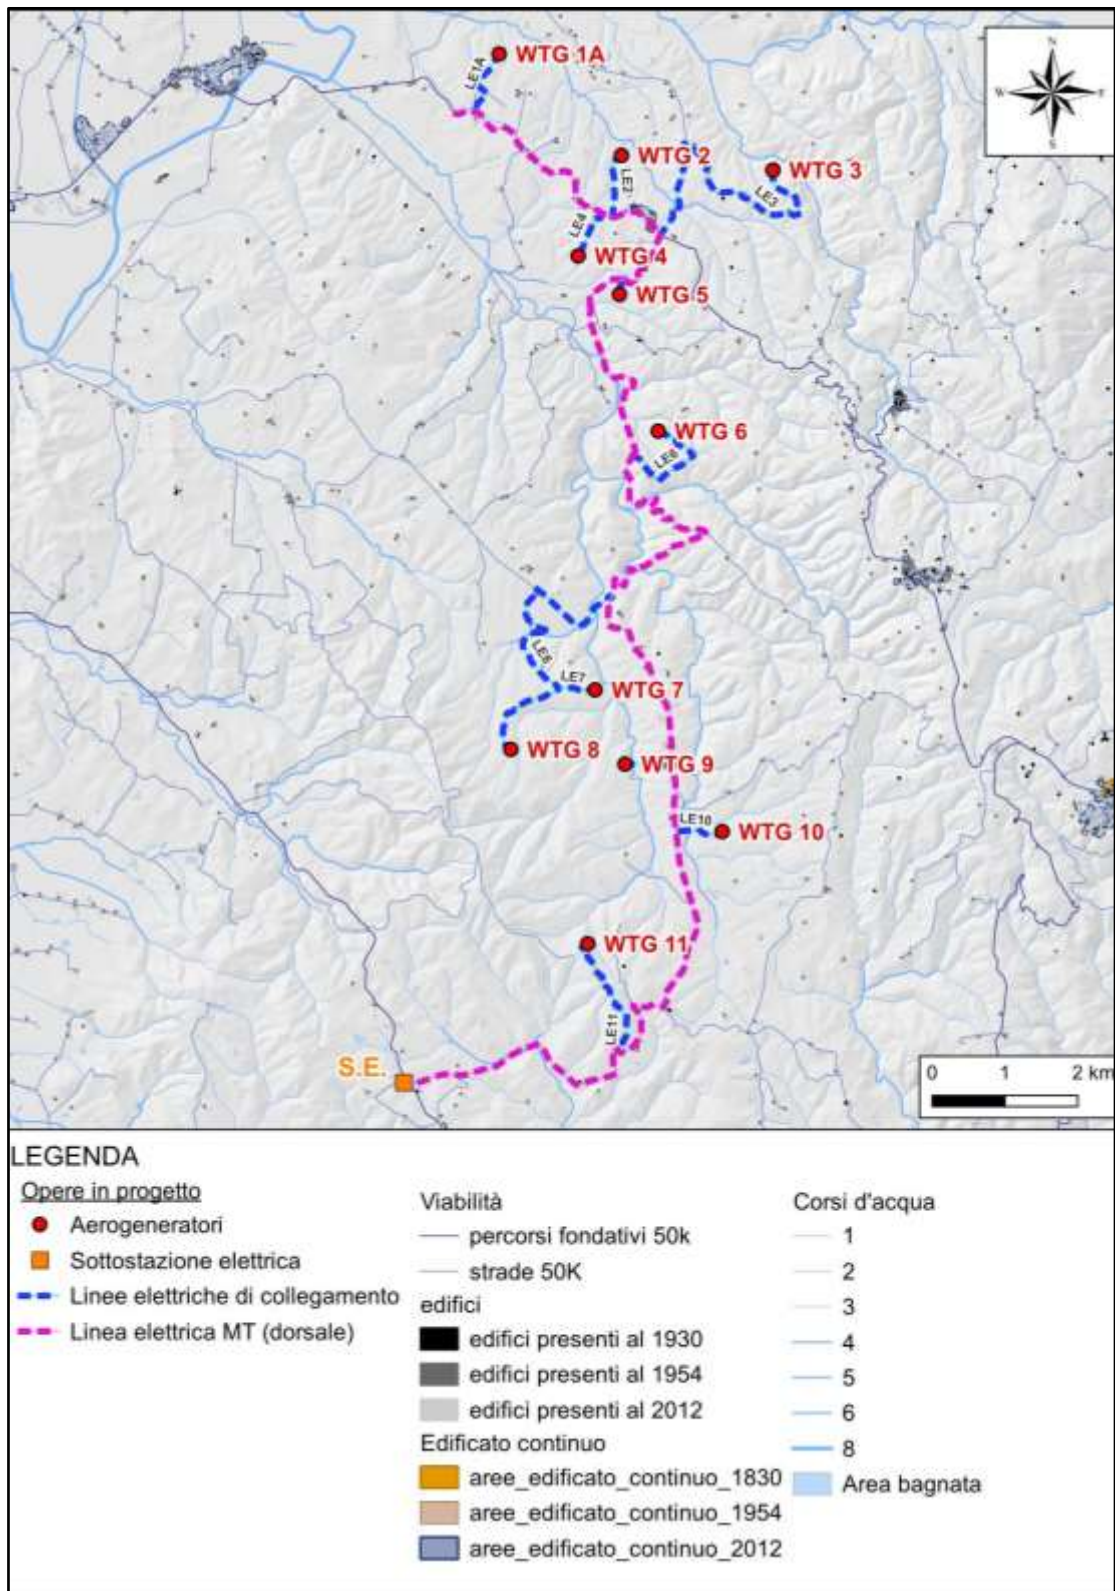 WTG 1A
LE1A
N
W
E
S
WTG 2
LE2
WTG 3
LE3
LE4
WTG 4
WTG 5
WTG 6
LE6
LE8
LE7
WTG 7
WTG 8
WTG 9
LE10
WTG 10
WTG 11
LE11
S.E.
0 1 2 km
LEGENDA
Opere in progetto
Aerogeneratori
Sottostazione elettrica
Linee elettriche di collegamento
Linea elettrica MT (dorsale)
Viabilità
percorsi fondativi 50k
strade 50K
edifici
edifici presenti al 1930
edifici presenti al 1954
edifici presenti al 2012
Edificato continuo
aree_edificato_continuo_1830
aree_edificato_continuo_1954
aree_edificato_continuo_2012
Corsi d'acqua
1
2
3
4
5
6
8
Area bagnata